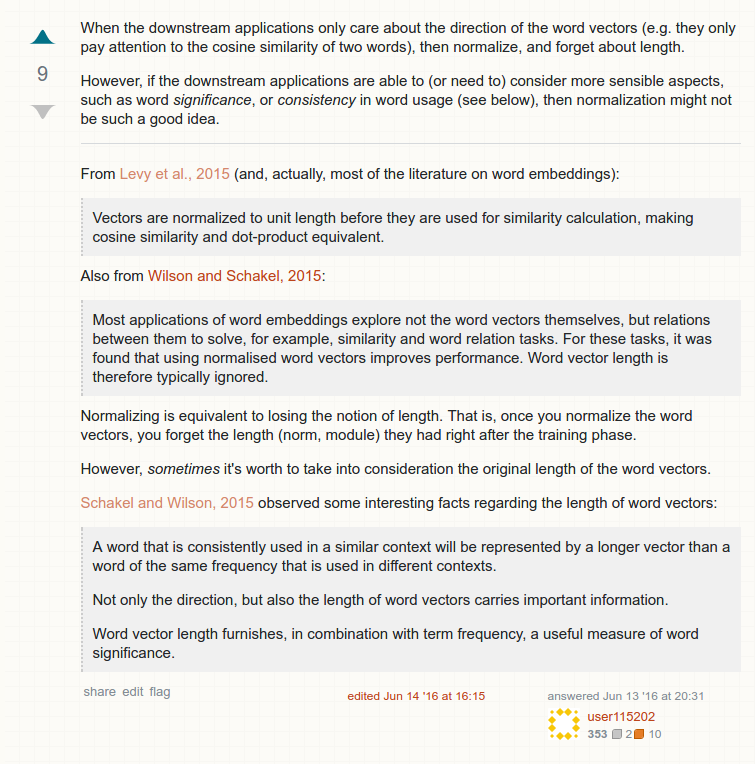 When the downstream applications only care about the direction of the word vectors (e.g. they only
pay attention to the cosine similarity of two words), then normalize, and forget about length.
9
However, if the downstream applications are able to (or need to) consider more sensible aspects,
such as word significance, or consistency in word usage (see below), then normalization might not
be such a good idea.
From Levy et al., 2015 (and, actually, most of the literature on word embeddings):
Vectors are normalized to unit length before they are used for similarity calculation, making
cosine similarity and dot-product equivalent.
Also from Wilson and Schakel, 2015:
Most applications of word embeddings explore not the word vectors themselves, but relations
between them to solve, for example, similarity and word relation tasks. For these tasks, it was
found that using normalised word vectors improves performance. Word vector length is
therefore typically ignored.
Normalizing is equivalent to losing the notion of length. That is, once you normalize the word
vectors, you forget the length (norm, module) they had right after the training phase.
However, sometimes it's worth to take into consideration the original length of the word vectors.
Schakel and Wilson, 2015 observed some interesting facts regarding the length of word vectors:
A word that is consistently used in a similar context will be represented by a longer vector than a
word of the same frequency that is used in different contexts.
Not only the direction, but also the length of word vectors carries important information.
Word vector length furnishes, in combination with term frequency, a useful measure of word
significance.
share edit flag
edited Jun 14 '16 at 16:15
answered Jun 13 '16 at 20:31
user115202
353 2 10